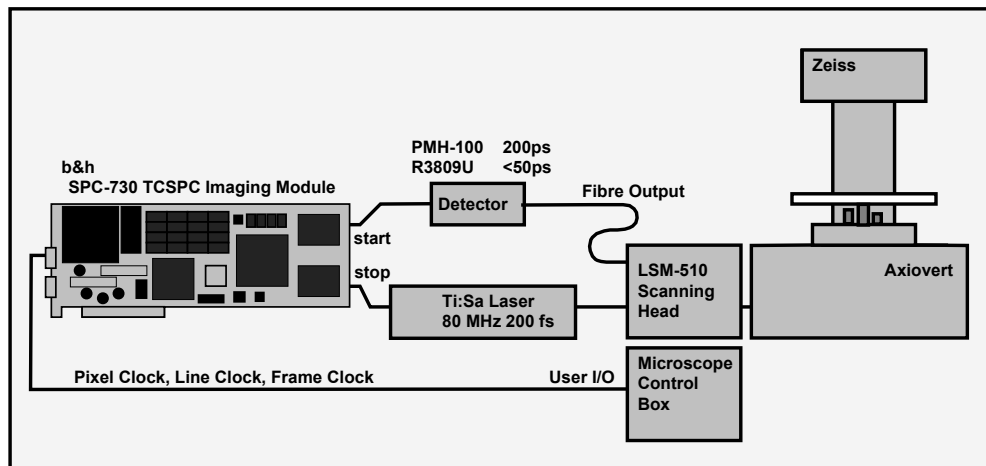 Zeiss
PMH-100 200ps
R3809U <50ps
b&h
SPC-730 TCSPC Imaging Module
Detector
Fibre Output
start
stop
LSM-510
Scanning
Head
Axiovert
Ti:Sa Laser
80 MHz 200 fs
Pixel Clock, Line Clock, Frame Clock
User I/O
Microscope
Control
Box